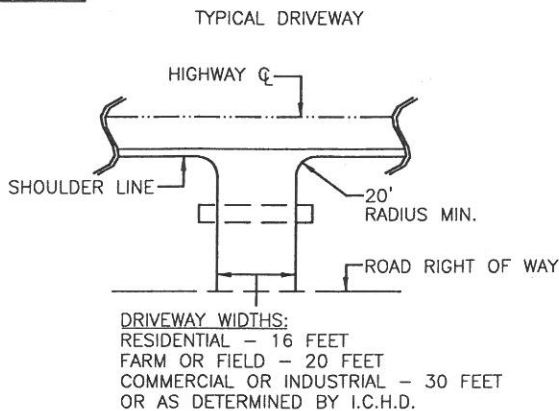 TYPICAL DRIVEWAY
HIGHWAY ℄
SHOULDER LINE
20'
RADIUS MIN.
ROAD RIGHT OF WAY
DRIVEWAY WIDTHS:
RESIDENTIAL – 16 FEET
FARM OR FIELD – 20 FEET
COMMERCIAL OR INDUSTRIAL – 30 FEET
OR AS DETERMINED BY I.C.H.D.